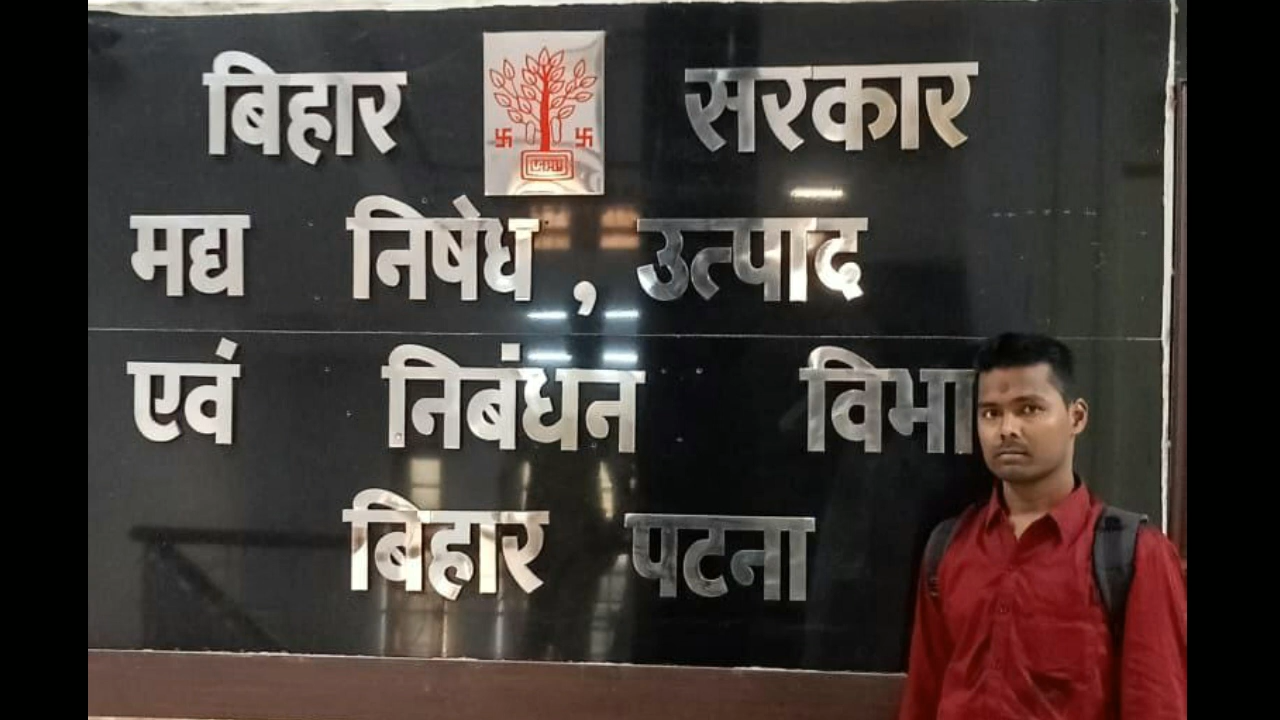 बिहार सरकार
मद्य निषेध, उत्पाद
एवं निबंधन विभा
बिहार पटना